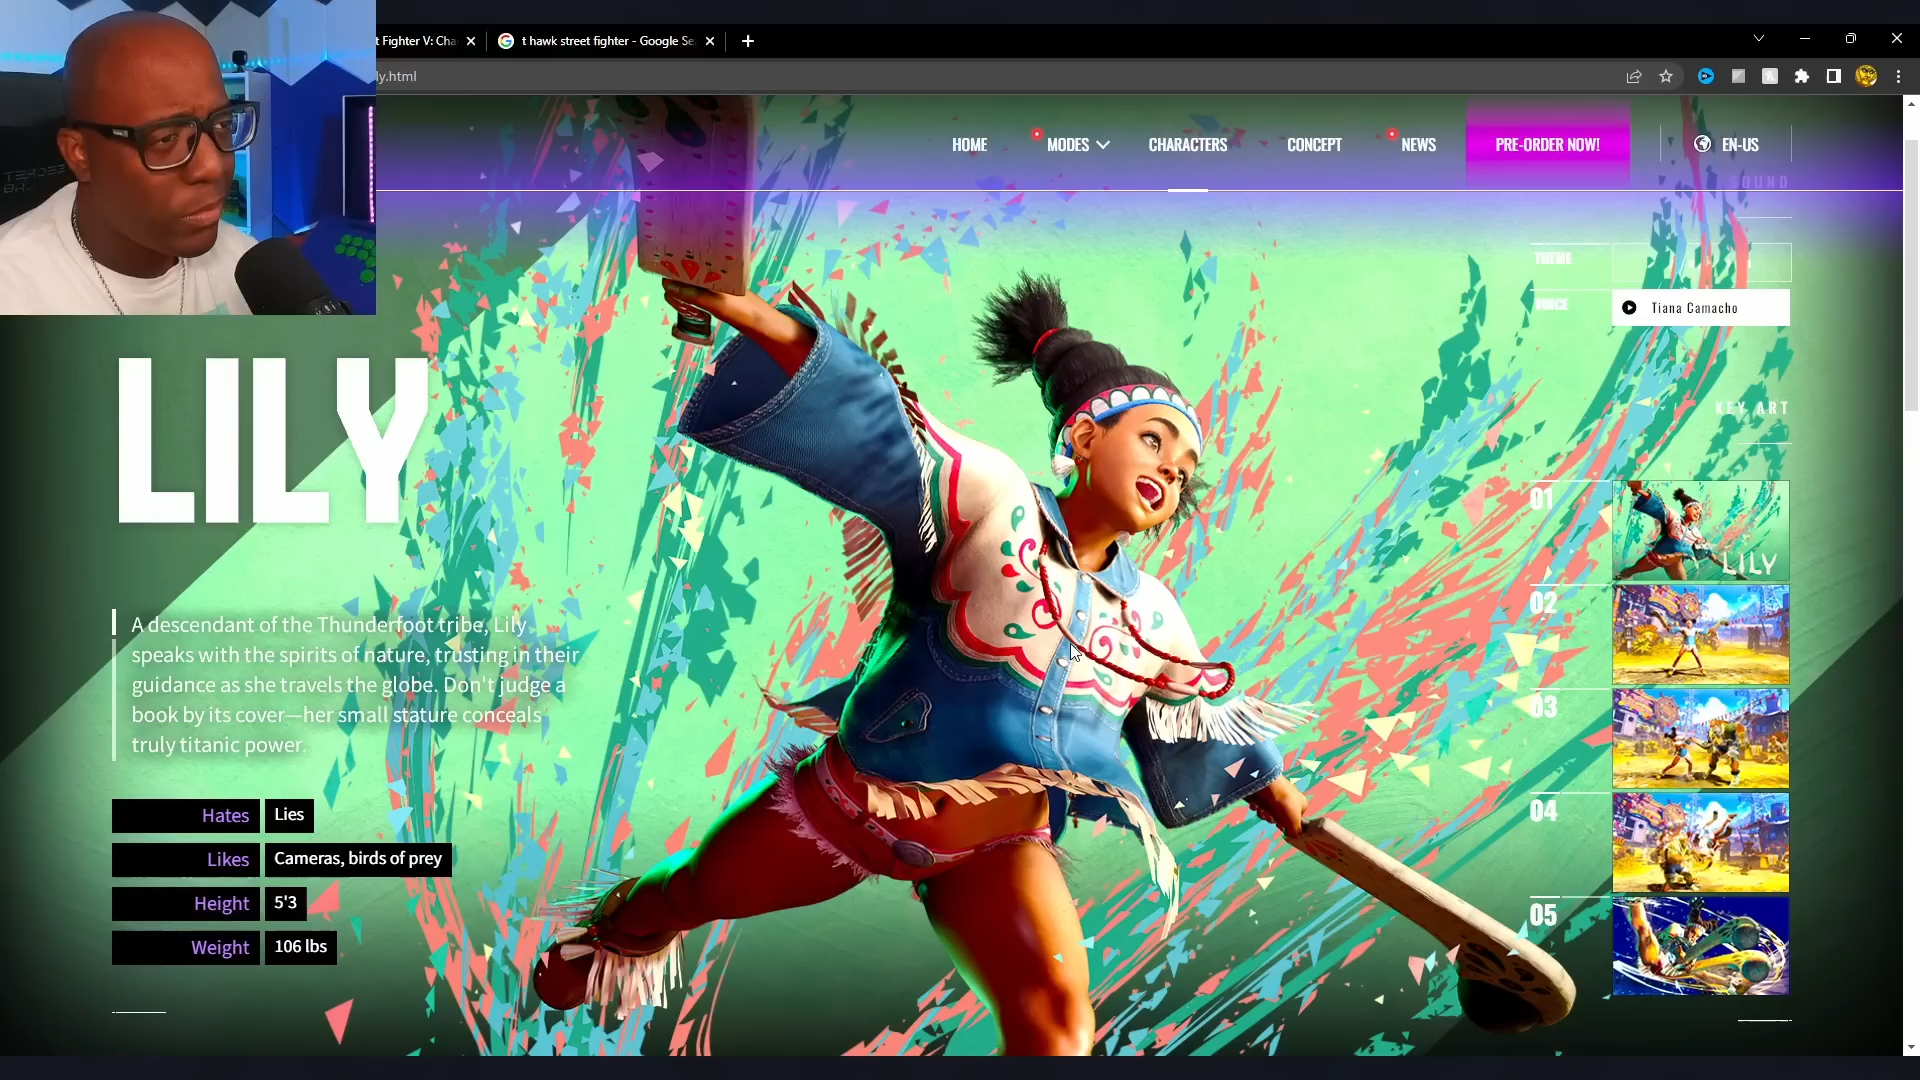 t Fighter V: Cha
t hawk street fighter - Google Se
ly.html
HOME
MODES
CHARACTERS
CONCEPT
NEWS
PRE-ORDER NOW!
EN-US
SOUND
THEME
VOICE
Tiana Camacho
LILY
KEY ART
01
LILY
A descendant of the Thunderfoot tribe, Lily
speaks with the spirits of nature, trusting in their
guidance as she travels the globe. Don't judge a
book by its cover—her small stature conceals
truly titanic power.
02
03
04
05
Hates Lies
Likes Cameras, birds of prey
Height 5'3
Weight 106 lbs